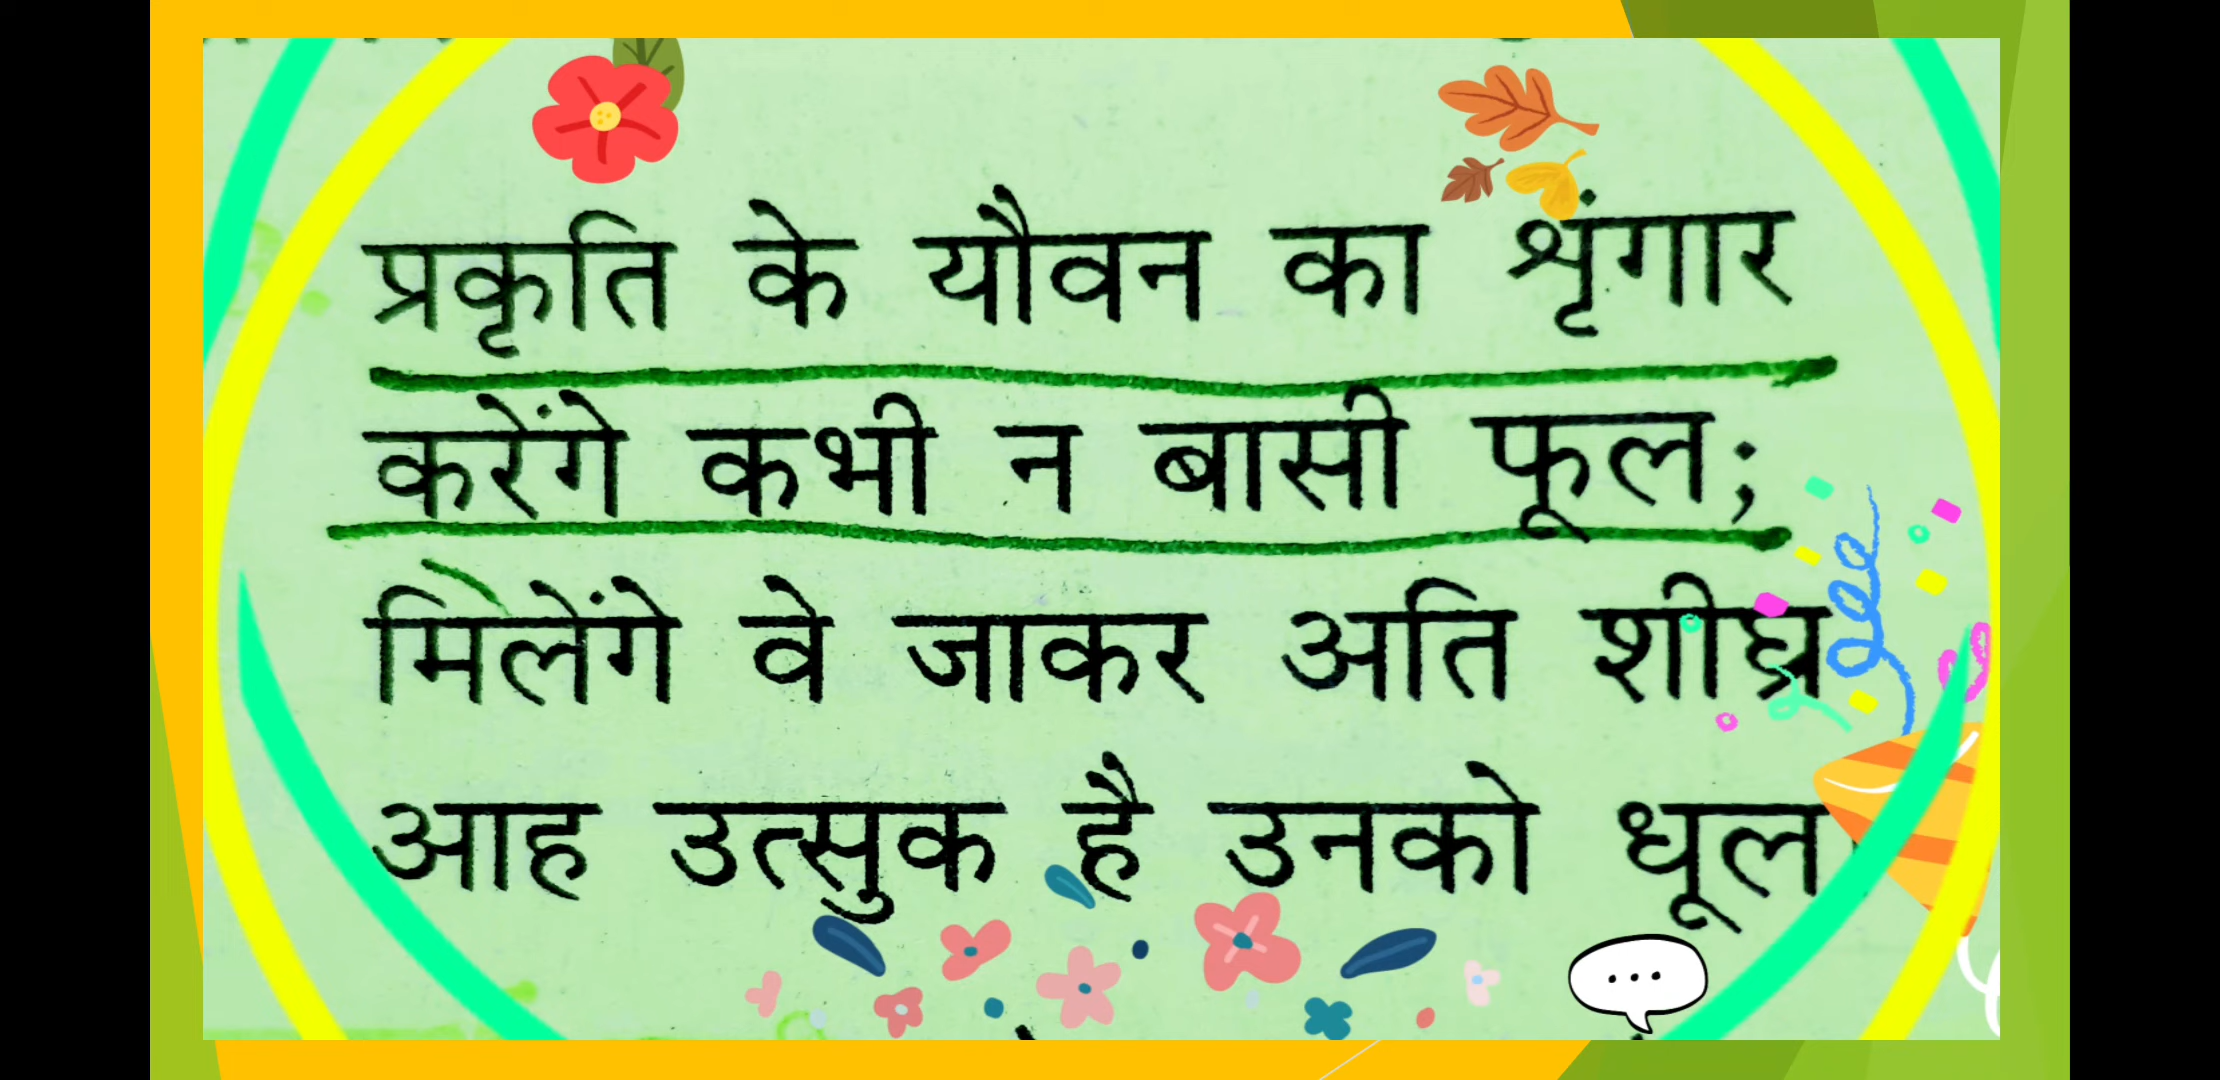 प्रकृति के यौवन का श्रृंगार
करेंगे कभी न बासी फूल;
मिलेंगे वे जाकर अति शीघ्र
आह उत्सुक है उनको धूल।